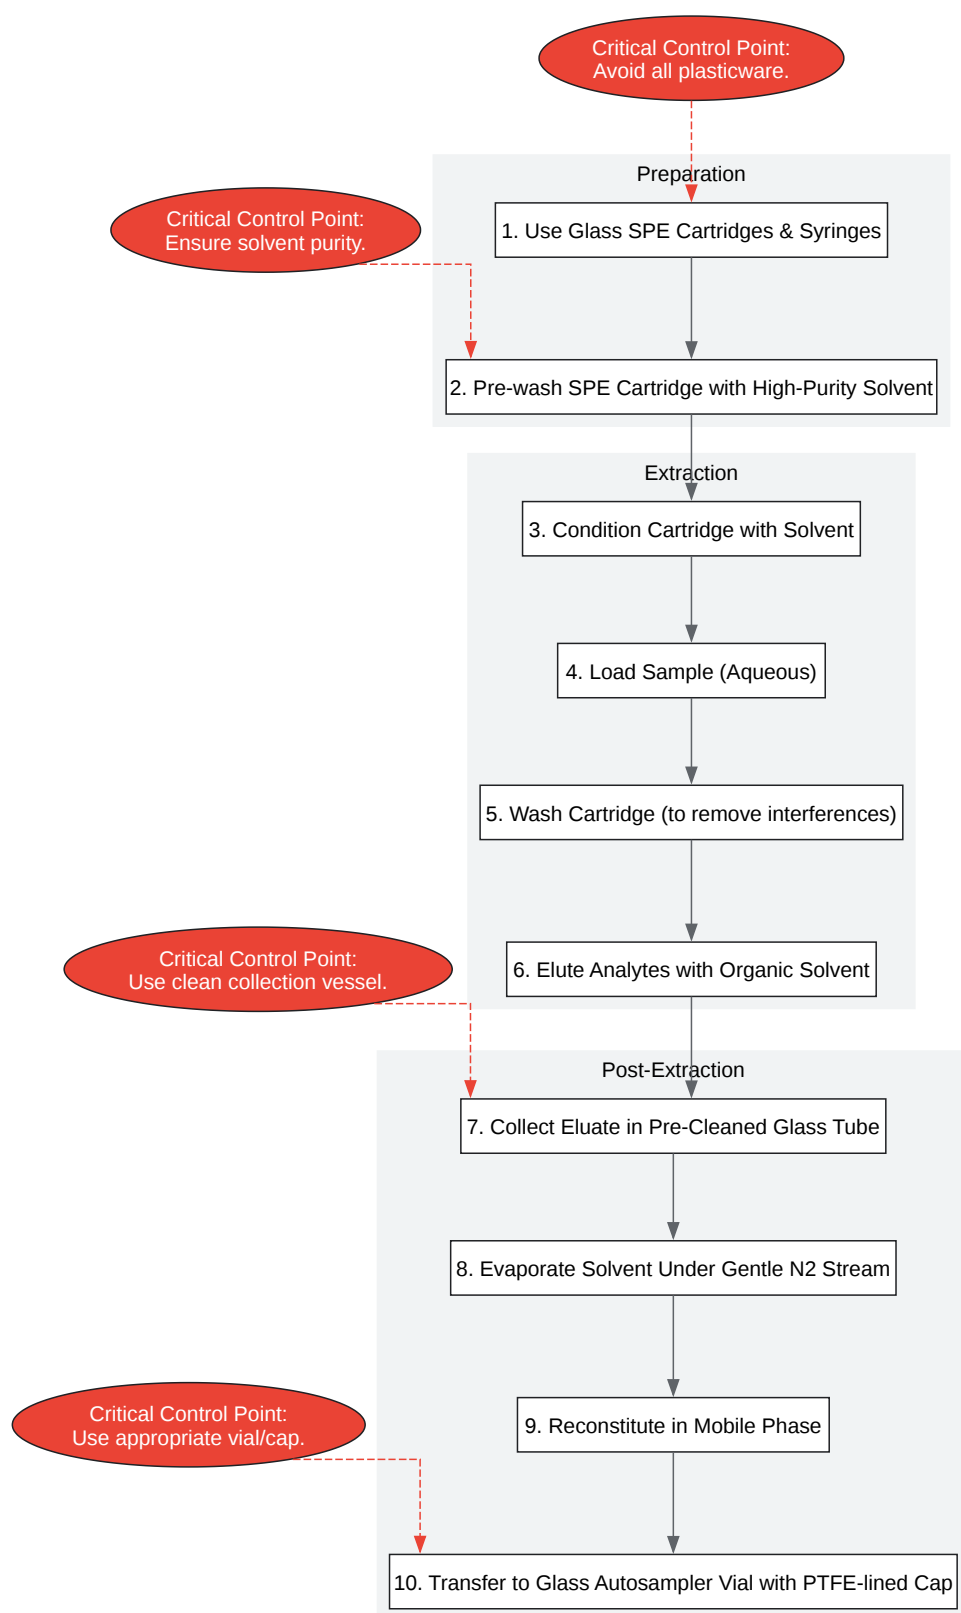 Critical Control Point:
Avoid all plasticware.
Preparation
Critical Control Point:
Ensure solvent purity.
1. Use Glass SPE Cartridges & Syringes
2. Pre-wash SPE Cartridge with High-Purity Solvent
Extraction
3. Condition Cartridge with Solvent
4. Load Sample (Aqueous)
5. Wash Cartridge (to remove interferences)
Critical Control Point:
Use clean collection vessel.
6. Elute Analytes with Organic Solvent
Post-Extraction
7. Collect Eluate in Pre-Cleaned Glass Tube
8. Evaporate Solvent Under Gentle N2 Stream
Critical Control Point:
Use appropriate vial/cap.
9. Reconstitute in Mobile Phase
10. Transfer to Glass Autosampler Vial with PTFE-lined Cap